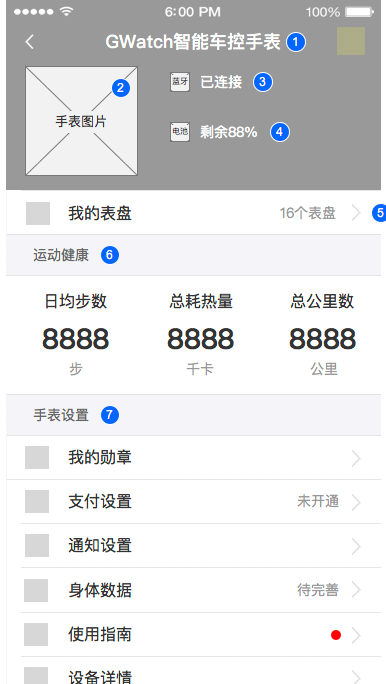 6:00 PM 100%
GWatch智能车控手表 1
2
手表图片
蓝牙 已连接 3
电池 剩余88% 4
我的表盘 16个表盘 5
运动健康 6
日均步数 总耗热量 总公里数
8888 8888 8888
步 千卡 公里
手表设置 7
我的勋章
支付设置 未开通
通知设置
身体数据 待完善
使用指南
设备详情